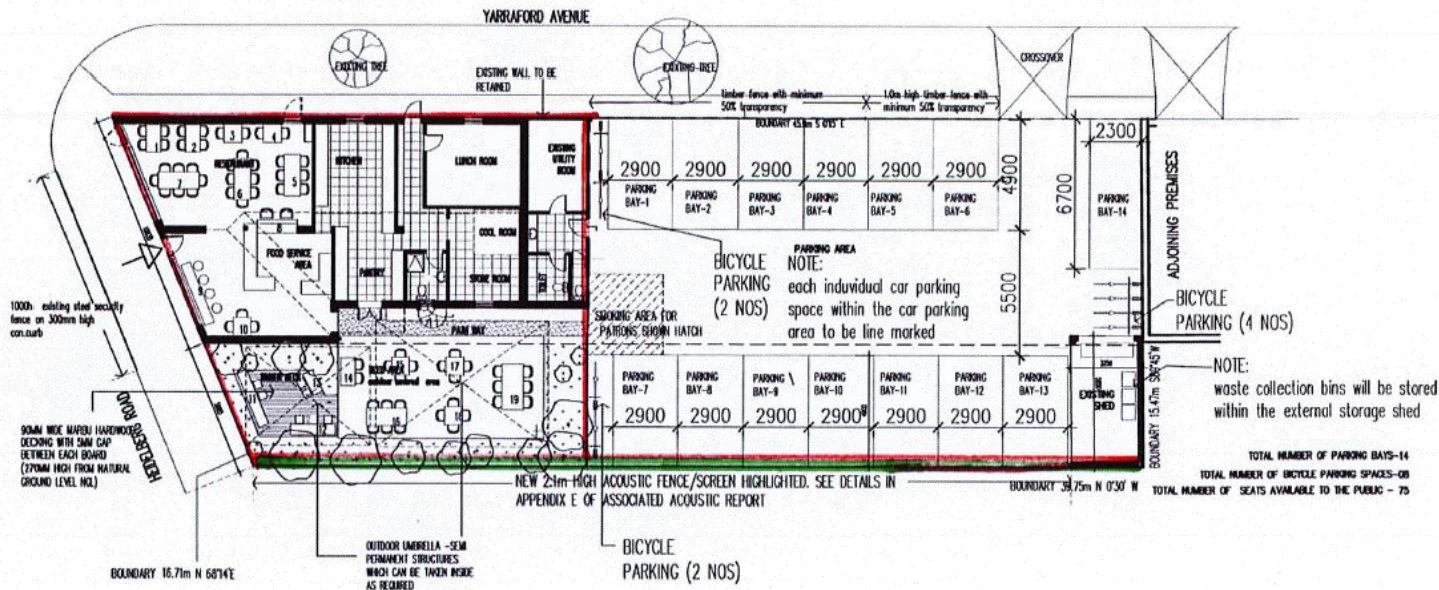 YARRAFORD AVENUE
EXISTING TREE
EXISTING WALL TO BE
RETAINED
EXISTING TREE
CROSSOVER
timber fence with minimum
50% transparency
1.0m high timber fence with
minimum 50% transparency
1
2
3
4
5
6
7
8
RESTAURANT
KITCHEN
LUNCH ROOM
EXISTING
UTILITY
ROOM
FOOD SERVICE
AREA
PANTRY
COOL ROOM
STORE ROOM
TOILET
9
10
2900
2900
2900
2900
2900
2900
PARKING
BAY-1
PARKING
BAY-2
PARKING
BAY-3
PARKING
BAY-4
PARKING
BAY-5
PARKING
BAY-6
4900
6700
5500
2300
PARKING
BAY-14
ADJOINING PREMISES
BICYCLE
PARKING
(2 NOS)
PARKING AREA
NOTE:
each induvidual car parking
space within the car parking
area to be line marked
BICYCLE
PARKING (4 NOS)
SMOKING AREA FOR
PATRONS SHOWN HATCH
1000h existing steel security
fence on 300mm high
con.curb
HEIDELBERG ROAD
14
15
16
17
18
19
PARKING
BAY-7
PARKING
BAY-8
PARKING \
BAY-9
PARKING
BAY-10
PARKING
BAY-11
PARKING
BAY-12
PARKING
BAY-13
2900
2900
2900
2900
2900
2900
2900
EXISTING
SHED
NOTE:
waste collection bins will be stored
within the external storage shed
90MM WIDE MARBU HARDWOOD
DECKING WITH 5MM GAP
BETWEEN EACH BOARD
(270MM HIGH FROM NATURAL
GROUND LEVEL NGL)
NEW 2.1m HIGH ACOUSTIC FENCE/SCREEN HIGHLIGHTED. SEE DETAILS IN
APPENDIX E OF ASSOCIATED ACOUSTIC REPORT
TOTAL NUMBER OF PARKING BAYS-14
TOTAL NUMBER OF BICYCLE PARKING SPACES-08
TOTAL NUMBER OF SEATS AVAILABLE TO THE PUBLIC - 75
BOUNDARY 16.71m N 68°14'E
OUTDOOR UMBRELLA -SEMI
PERMANENT STRUCTURES
WHICH CAN BE TAKEN INSIDE
AS REQUIRED
BICYCLE
PARKING (2 NOS)